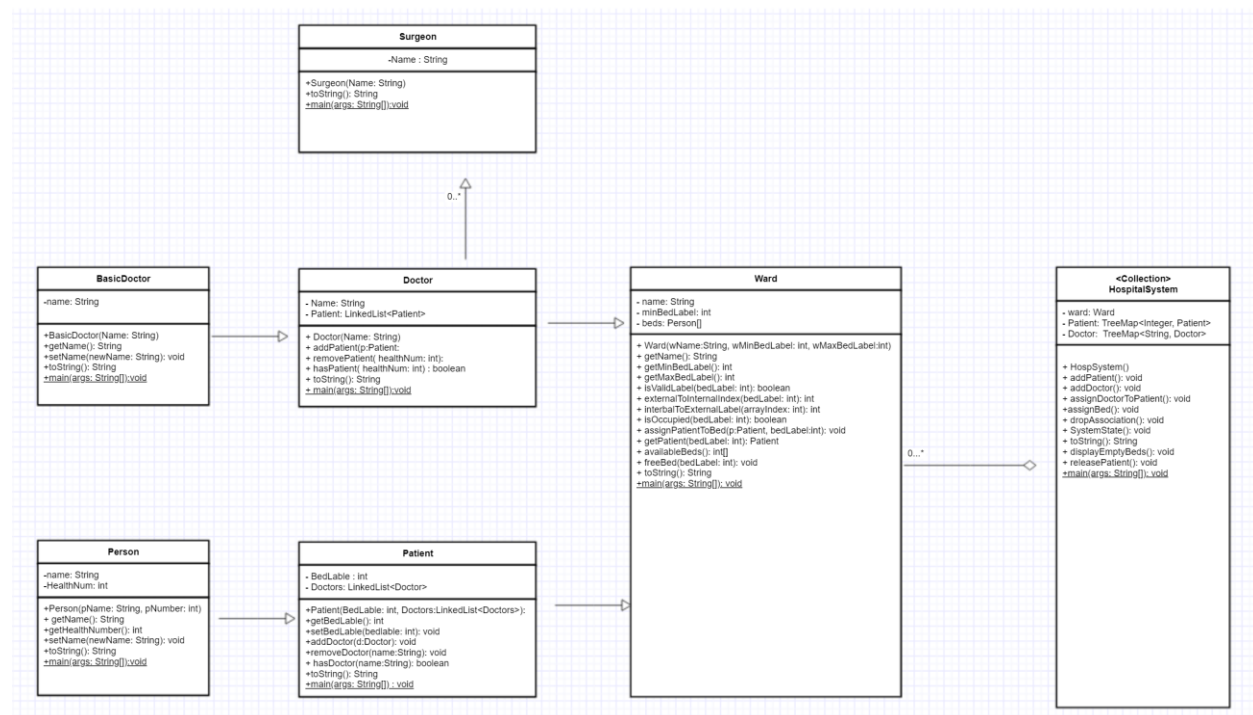 Surgeon
-Name : String
+Surgeon(Name: String)
+toString(): String
+main(args: String[]):void
0..*
BasicDoctor
-name: String
+BasicDoctor(Name: String)
+getName(): String
+setName(newName: String): void
+toString(): String
+main(args: String[]):void
Doctor
- Name: String
- Patient: LinkedList<Patient>
+ Doctor(Name: String)
+ addPatient(p:Patient:
+ removePatient( healthNum: int):
+ hasPatient( healthNum: int) : boolean
+ toString(): String
+ main(args: String[]):void
Ward
- name: String
- minBedLabel: int
- beds: Person[]
+ Ward(wName:String, wMinBedLabel: int, wMaxBedLabel:int)
+ getName(): String
+ getMinBedLabel(): int
+ getMaxBedLabel(): int
+ isValidLabel(bedLabel: int): boolean
+ externalToInternalIndex(bedLabel: int): int
+ interbalToExternalLabel(arrayIndex: int): int
+ isOccupied(bedLabel: int): boolean
+ assignPatientToBed(p:Patient, bedLabel:int): void
+ getPatient(bedLabel: int): Patient
+ availableBeds(): int[]
+ freeBed(bedLabel: int): void
+ toString(): String
+main(args: String[]): void
0...*
<Collection>
HospitalSystem
- ward: Ward
- Patient: TreeMap<Integer, Patient>
- Doctor:  TreeMap<String, Doctor>
+ HospSystem()
+ addPatient(): void
+ addDoctor(): void
+ assignDoctorToPatient(): void
+assignBed(): void
+ dropAssociation(): void
+ SystemState(): void
+ toString(): String
+ displayEmptyBeds(): void
+ releasePatient(): void
+main(args: String[]): void
Person
-name: String
-HealthNum: int
+Person(pName: String, pNumber: int)
+ getName(): String
+getHealthNumber(): int
+setName(newName: String): void
+toString(): String
+main(args: String[]):void
Patient
- BedLable : int
- Doctors: LinkedList<Doctor>
+Patient(BedLable: int, Doctors:LinkedList<Doctors>):
+getBedLable(): int
+setBedLable(bedlable: int): void
+addDoctor(d:Doctor): void
+removeDoctor(name:String): void
+ hasDoctor(name:String): boolean
+toString(): String
+main(args: String[]) : void